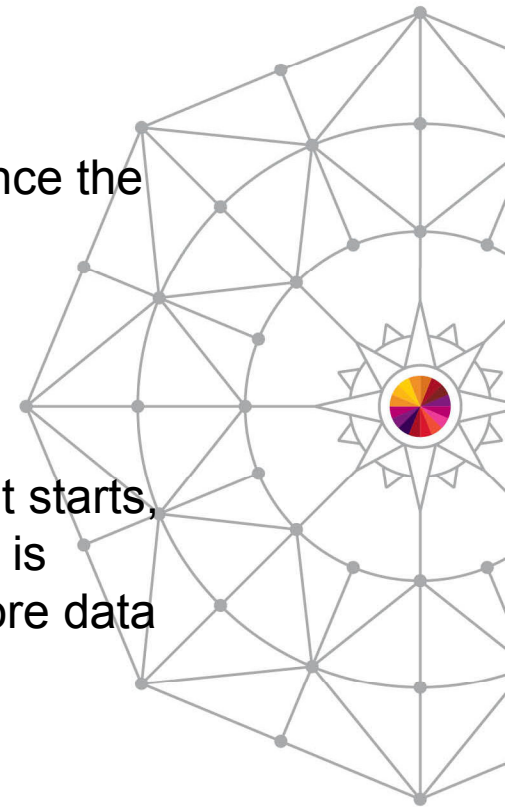 nce the
t starts,
is
ore data